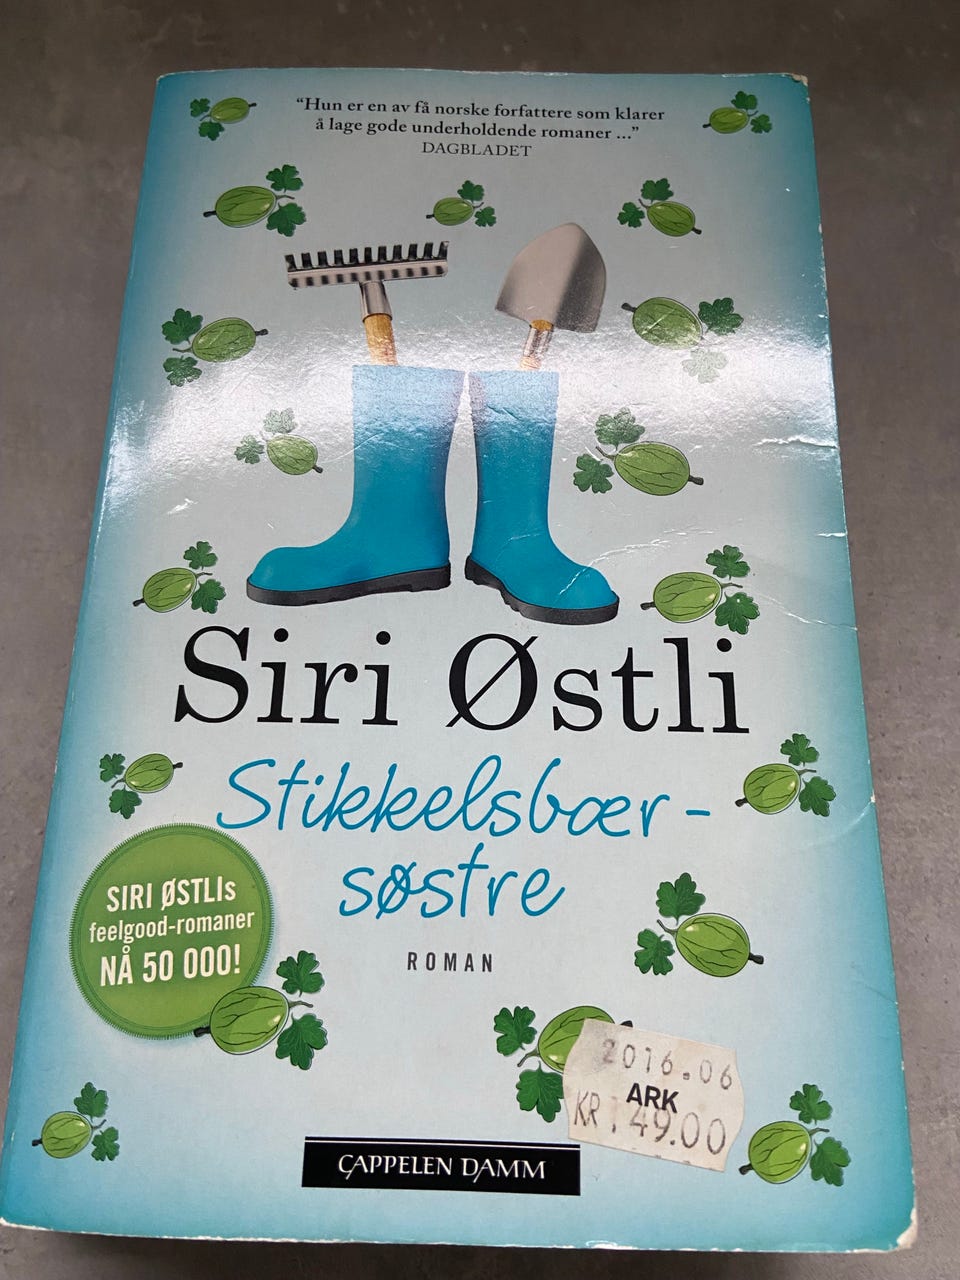 “Hun er en av få norske forfattere som klarer
å lage gode underholdende romaner ...”
DAGBLADET
Siri Østli
Stikkelsbær-
søstre
ROMAN
SIRI ØSTLIs
feelgood-romaner
NÅ 50 000!
2016.06
ARK
KR 149.00
CAPPELEN DAMM